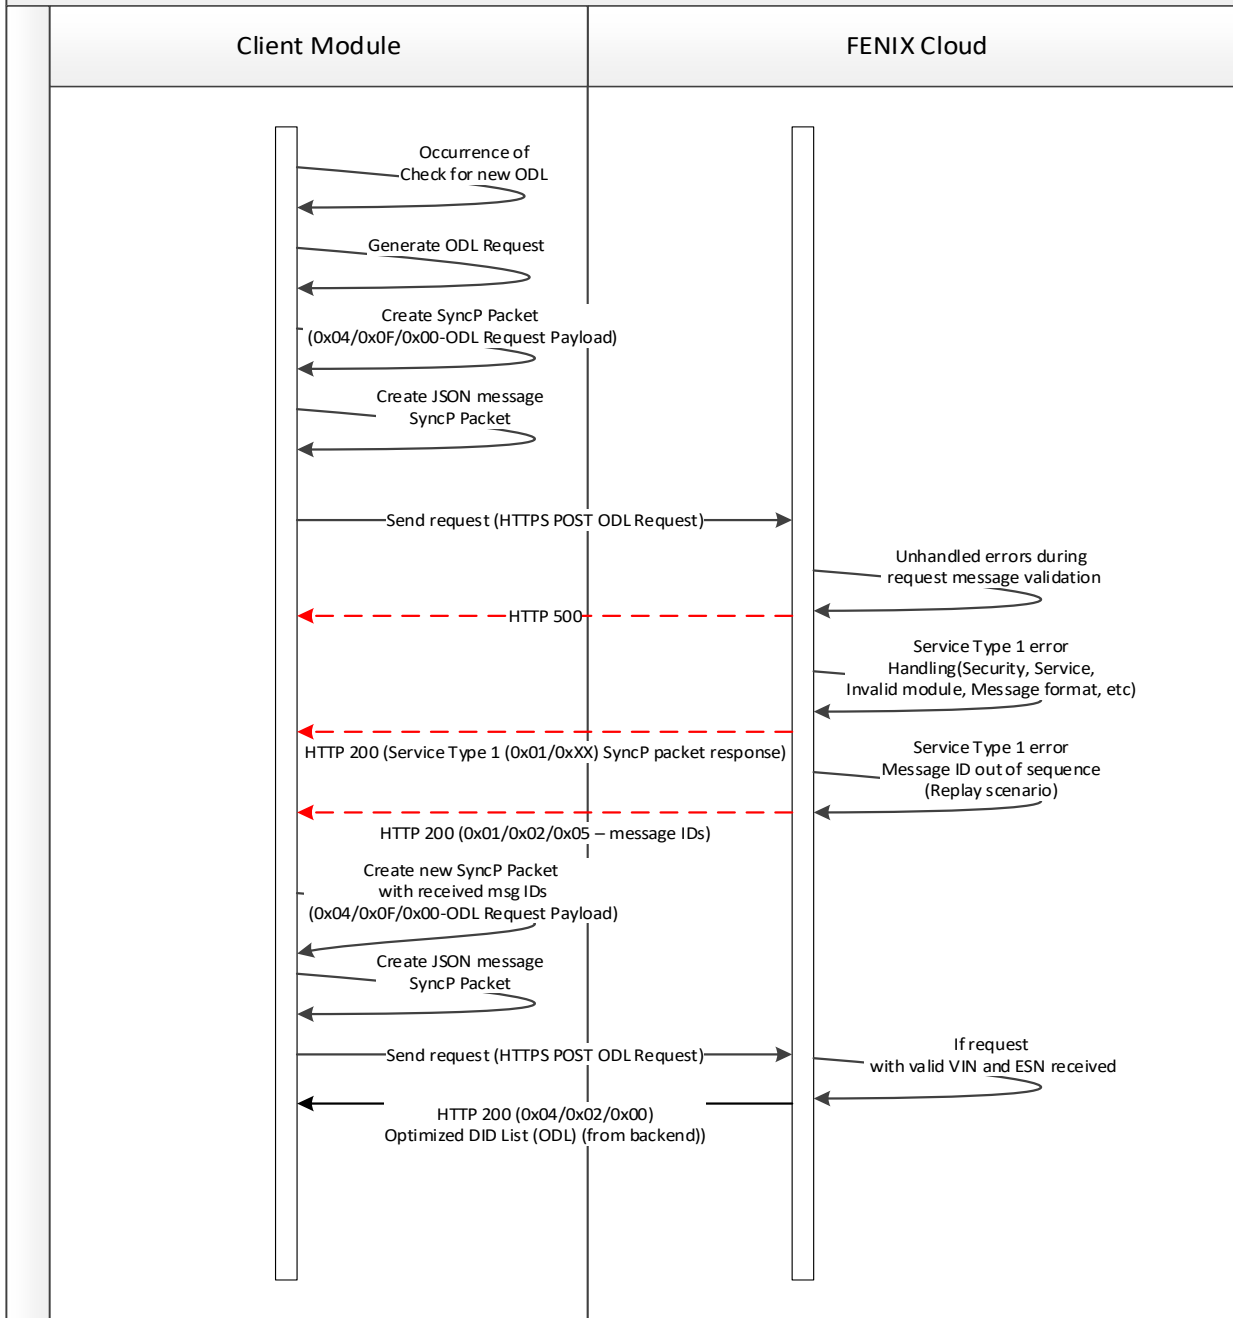 Client Module
FENIX Cloud
Occurrence of
Check for new ODL
Generate ODL Request
Create SyncP Packet
(0x04/0x0F/0x00-ODL Request Payload)
Create JSON message
SyncP Packet
Send request (HTTPS POST ODL Request)
Unhandled errors during
request message validation
HTTP 500
Service Type 1 error
Handling(Security, Service,
Invalid module, Message format, etc)
HTTP 200 (Service Type 1 (0x01/0xXX) SyncP packet response)
Service Type 1 error
Message ID out of sequence
(Replay scenario)
HTTP 200 (0x01/0x02/0x05 – message IDs)
Create new SyncP Packet
with received msg IDs
(0x04/0x0F/0x00-ODL Request Payload)
Create JSON message
SyncP Packet
Send request (HTTPS POST ODL Request)
If request
with valid VIN and ESN received
HTTP 200 (0x04/0x02/0x00)
Optimized DID List (ODL) (from backend))